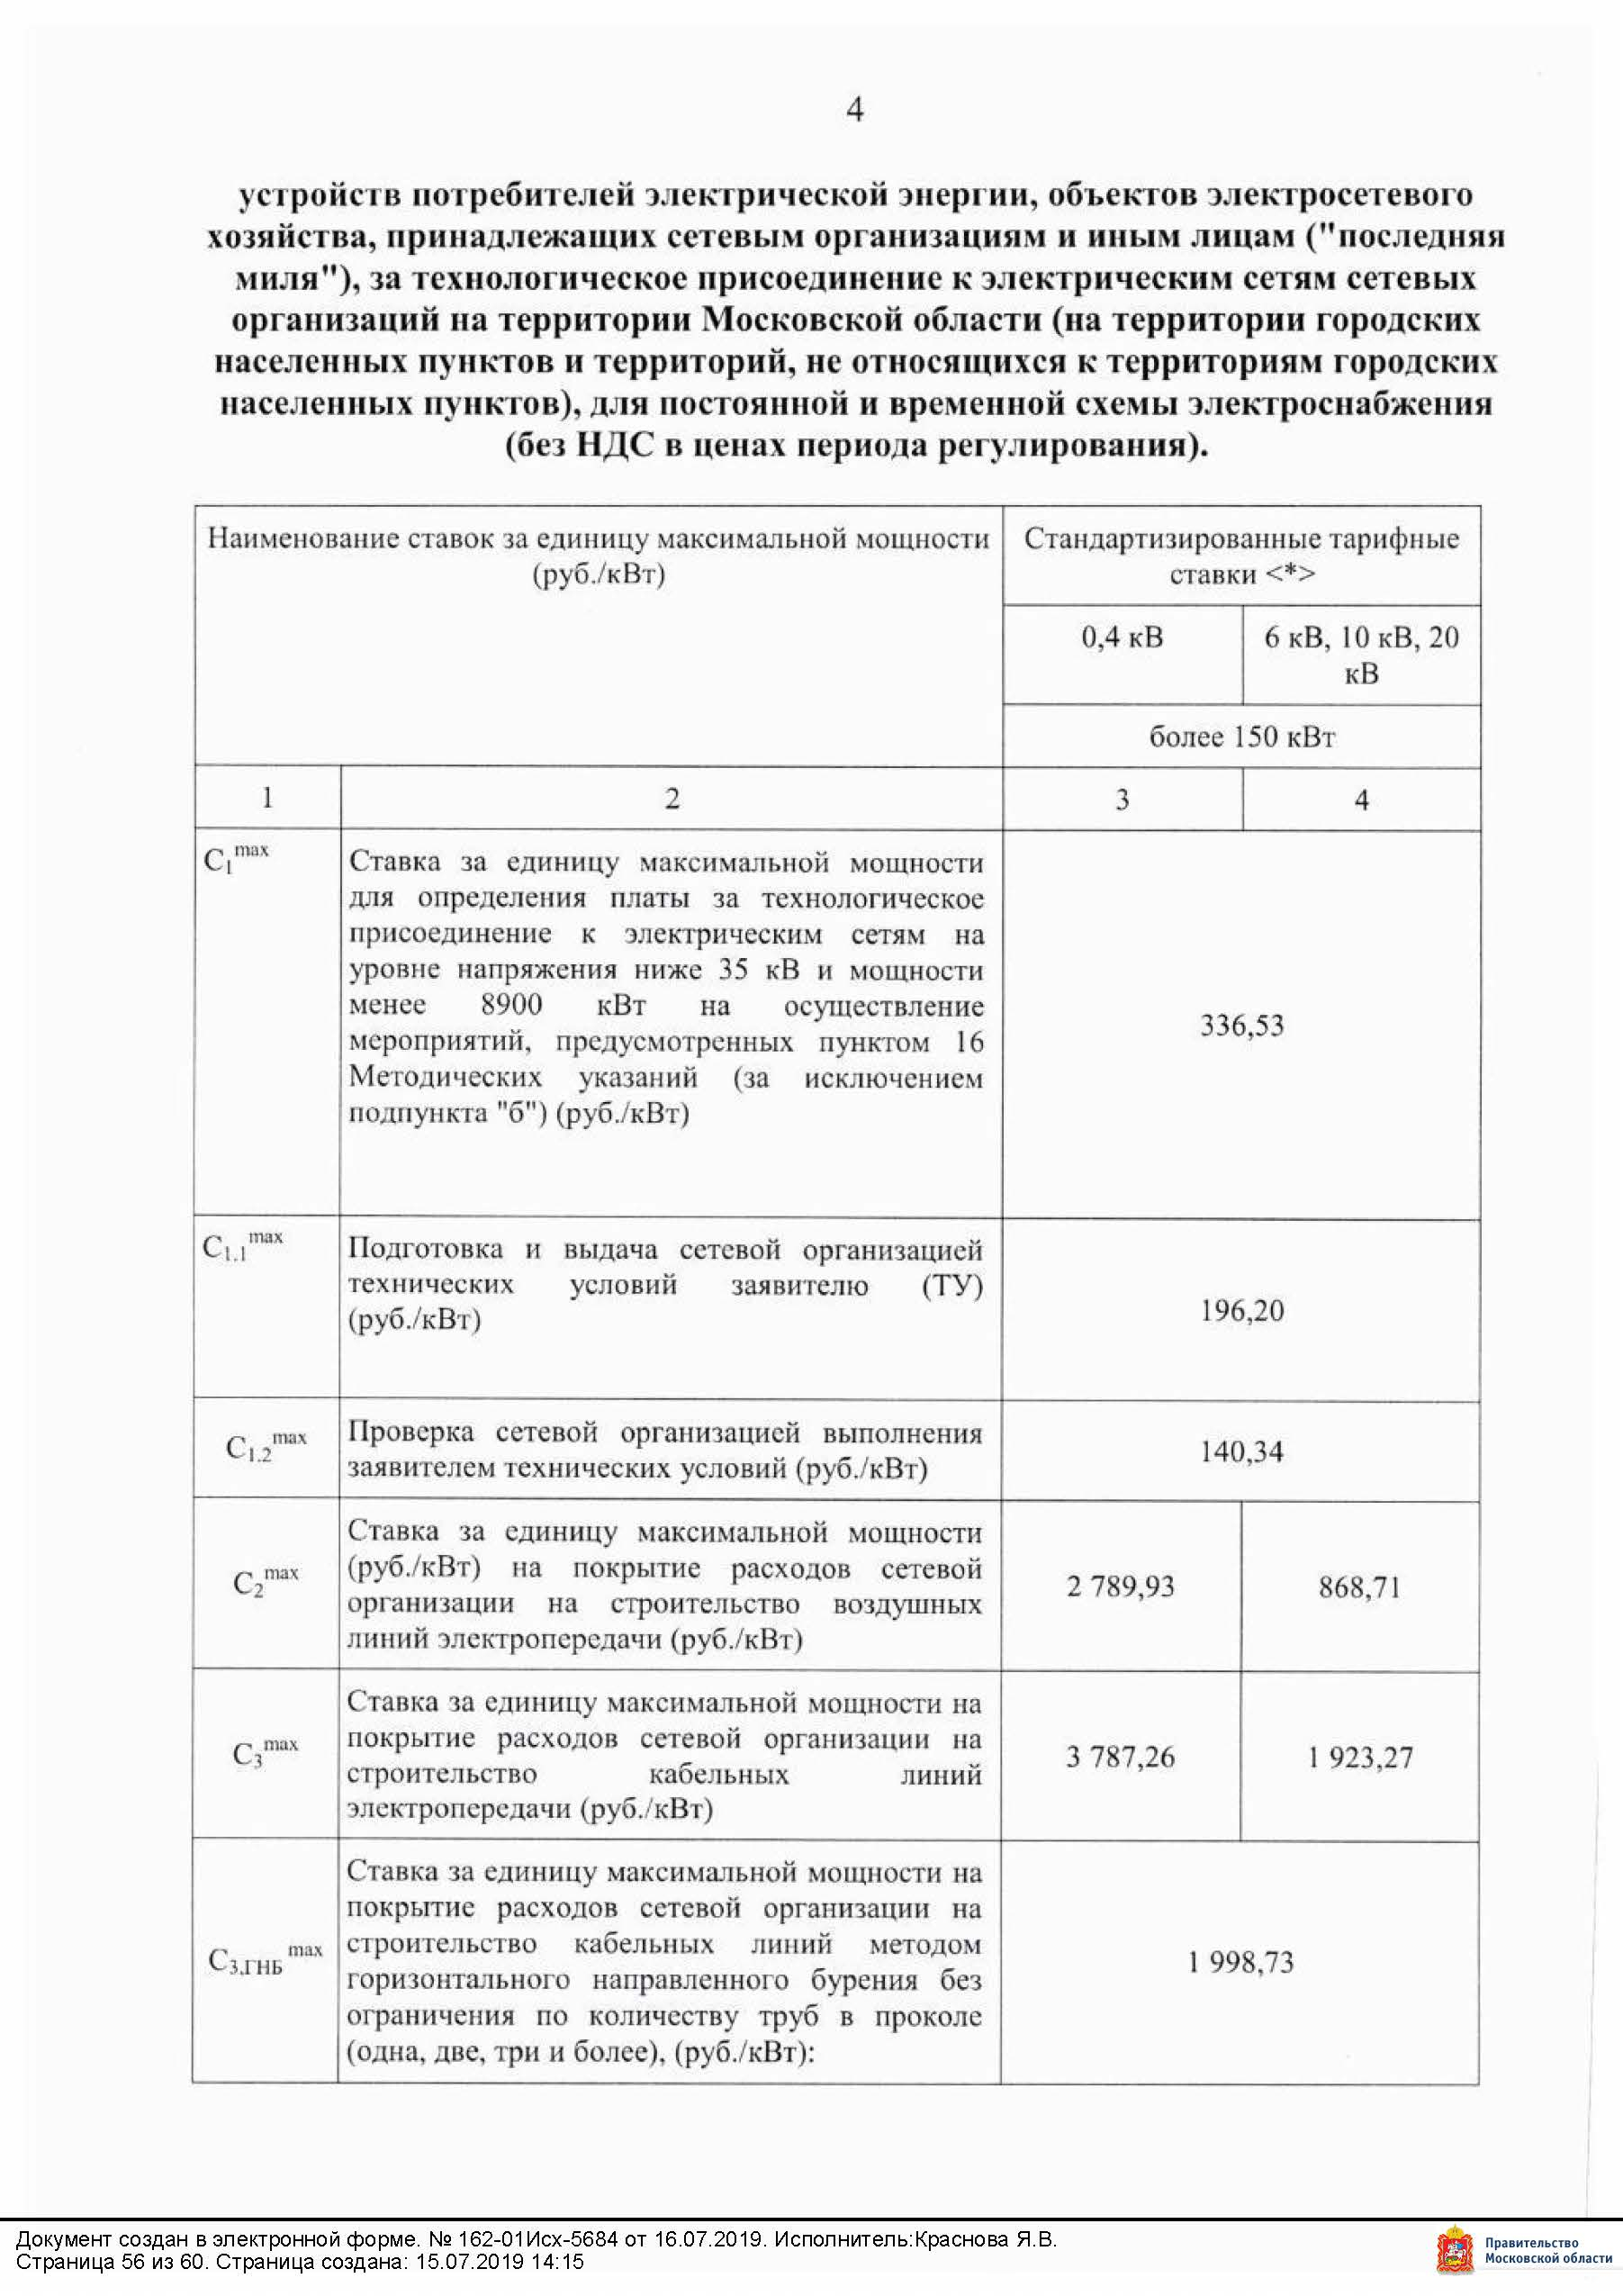 4
устройств потребителей электрической энергии, объектов электросетевого
хозяйства, принадлежащих сетевым организациям и иным лицам ("последняя
миля"), за технологическое присоединение к электрическим сетям сетевых
организаций на территории Московской области (на территории городских
населенных пунктов и территорий, не относящихся к территориям городских
населенных пунктов), для постоянной и временной схемы электроснабжения
(без НДС в ценах периода регулирования).
Наименование ставок за единицу максимальной мощности
(руб./кВт)
Стандартизированные тарифные
ставки <*>
0,4 кВ
6 кВ, 10 кВ, 20
кВ
более 150 кВт
1 2 3 4
C1 max
Ставка за единицу максимальной мощности
для определения платы за технологическое
присоединение к электрическим сетям на
уровне напряжения ниже 35 кВ и мощности
менее 8900 кВт на осуществление
мероприятий, предусмотренных пунктом 16
Методических указаний (за исключением
подпункта "б") (руб./кВт)
336,53
C1.1 max
Подготовка и выдача сетевой организацией
технических условий заявителю (ТУ)
(руб./кВт)
196,20
C1.2 max
Проверка сетевой организацией выполнения
заявителем технических условий (руб./кВт)
140,34
C2 max
Ставка за единицу максимальной мощности
(руб./кВт) на покрытие расходов сетевой
организации на строительство воздушных
линий электропередачи (руб./кВт)
2 789,93
868,71
C3 max
Ставка за единицу максимальной мощности на
покрытие расходов сетевой организации на
строительство кабельных линий
электропередачи (руб./кВт)
3 787,26
1 923,27
C3.ГНБ max
Ставка за единицу максимальной мощности на
покрытие расходов сетевой организации на
строительство кабельных линий методом
горизонтального направленного бурения без
ограничения по количеству труб в проколе
(одна, две, три и более), (руб./кВт):
1 998,73
Документ создан в электронной форме. № 162-01Исх-5684 от 16.07.2019. Исполнитель:Краснова Я.В.
Страница 56 из 60. Страница создана: 15.07.2019 14:15
Правительство
Московской области